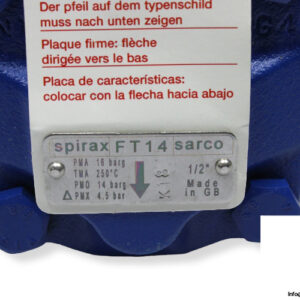 Der pfeil auf dem typenschild
muss nach unten zeigen
Plaque firme: flèche
dirigée vers le bas
Placa de características:
colocar con la flecha hacia abajo
spirax FT14 sarco
PMA 16 barg
TMA 250°C
PMO 14 barg
△ PMX 4.5 bar
1/2"
Made
in GB